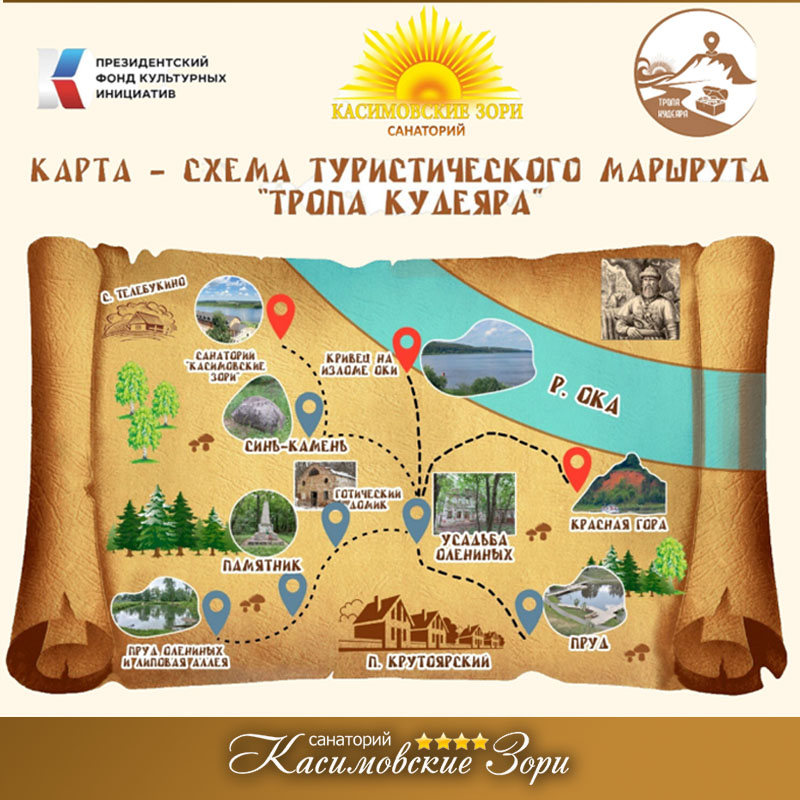 ПРЕЗИДЕНТСКИЙ
ФОНД КУЛЬТУРНЫХ
ИНИЦИАТИВ
КАСИМОВСКИЕ ЗОРИ
САНАТОРИЙ
ТРОПА
КУДЕЯРА
КАРТА - СХЕМА ТУРИСТИЧЕСКОГО МАРШРУТА
"ТРОПА КУДЕЯРА"
С. ТЕЛЕБУКИНО
САНАТОРИЙ
"КАСИМОВСКИЕ
ЗОРИ"
КРИВЕЦ НА
ИЗЛОМЕ ОКИ
Р. ОКА
СИНЬ-КАМЕНЬ
ГОТИЧЕСКИЙ
ДОМИК
УСАДЬБА
ОЛЕНИНЫХ
КРАСНАЯ ГОРА
ПАМЯТНИК
ПРУД ОЛЕНИНЫХ
И ЛИПОВАЯ АЛЛЕЯ
П. КРУТОЯРСКИЙ
ПРУД
санаторий
Касимовские Зори